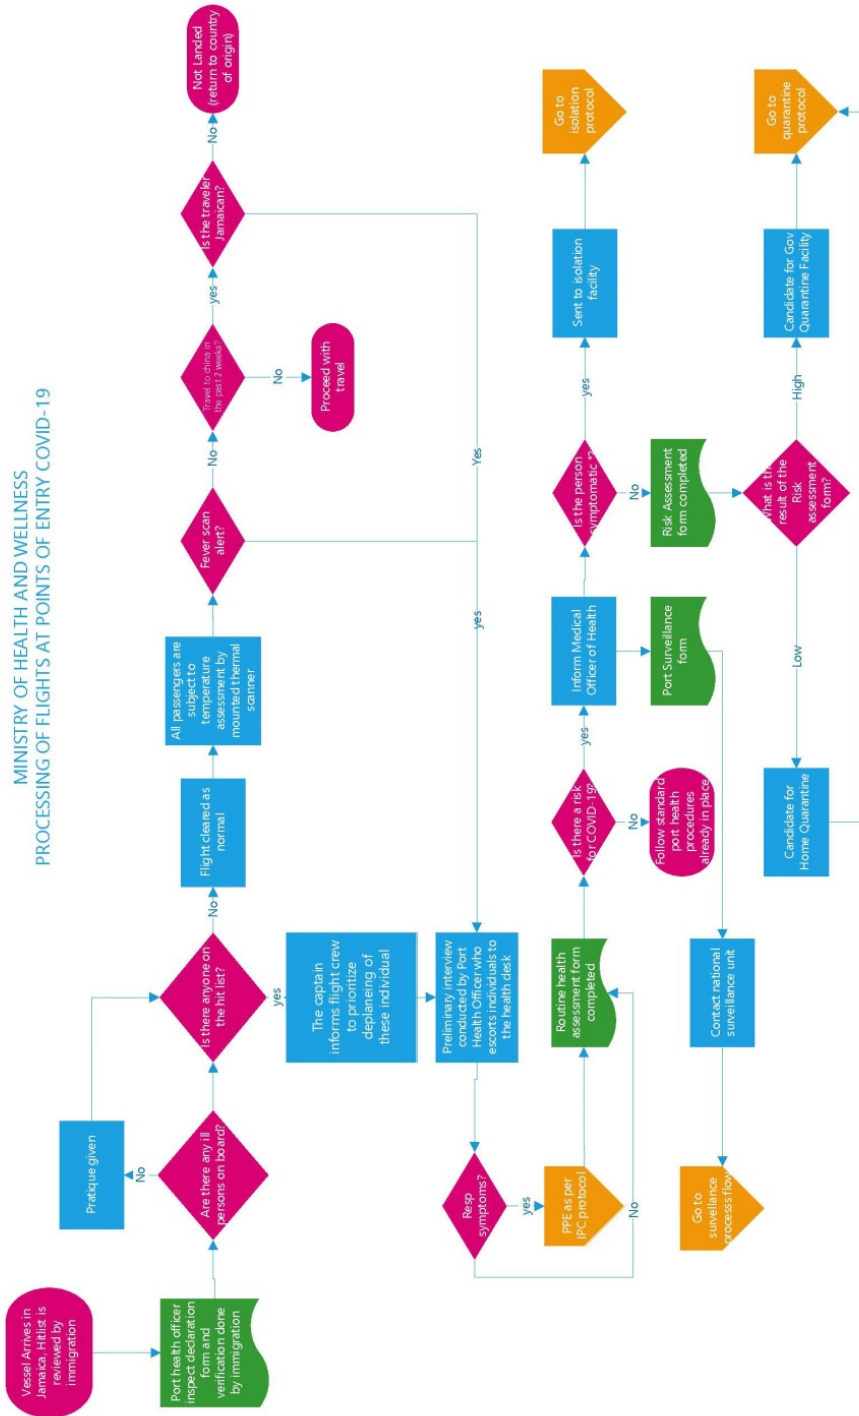 MINISTRY OF HEALTH AND WELLNESS
PROCESSING OF FLIGHTS AT POINTS OF ENTRY COVID-19
Vessel Arrives in
Jamaica, Hitlist is
reviewed by
immigration
Port health officer
inspect declaration
form and
verification done
by immigration
Are there any ill
persons on board?
No
Pratique given
Is there anyone on
the hit list?
No
Flight cleared as
normal
All passengers are
subject to
temperature
assessment by
mounted thermal
scanner
Fever scan
alert?
No
Travel to china in
the past 2 weeks?
No
Proceed with
travel
yes
Is the traveler
Jamaican?
No
Not Landed
(return to country
of origin)
Yes
yes
yes
The captain
informs flight crew
to prioritize
deplaneing of
these individual
Preliminary interview
conducted by Port
Health Officer who
escorts individuals to
the health desk
Resp
symptoms?
yes
PPE as per
IPC protocol
No
Routine health
assessment form
completed
Is there a risk
for COVID-19?
No
Follow standard
port health
procedures
already in place
yes
Inform Medical
Officer of Health
Port Surveillance
form
Contact national
surveillance unit
Go to
surveillance
processs flow
Is the person
symptomatic *?
yes
Sent to isolation
facility
Go to
isolation
protocol
No
Risk Assessment
form completed
What is the
result of the
Risk
assessment
form?
High
Candidate for Gov
Quarantine Facility
Go to
quarantine
protocol
Low
Candidate for
Home Quarantine